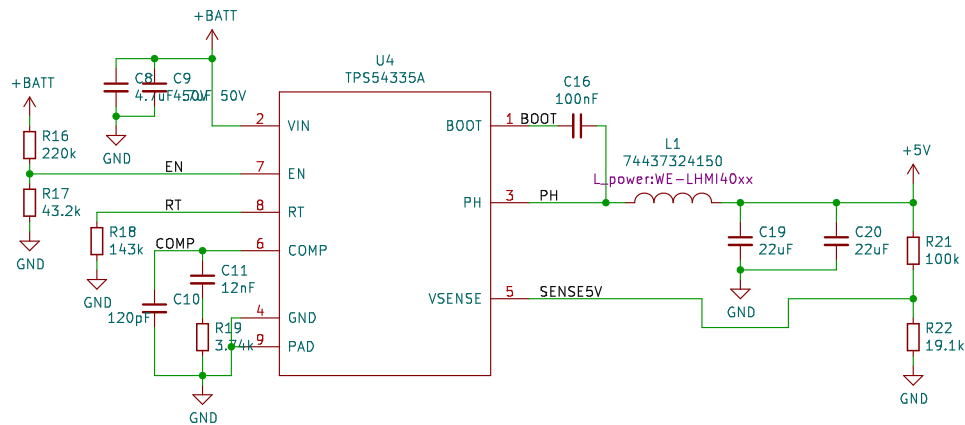 +BATT
U4
TPS54335A
C8
4.7uF 50V
C9
4.7uF 50V
GND
+BATT
R16
220k
R17
43.2k
GND
EN
RT
R18
143k
GND
COMP
C10
120pF
C11
12nF
R19
3.74k
GND
2 VIN
7 EN
8 RT
6 COMP
4 GND
9 PAD
BOOT 1
PH 3
VSENSE 5
BOOT
C16
100nF
PH
L1
74437324150
L_power:WE-LHMI40xx
+5V
C19
22uF
C20
22uF
GND
R21
100k
SENSE5V
R22
19.1k
GND